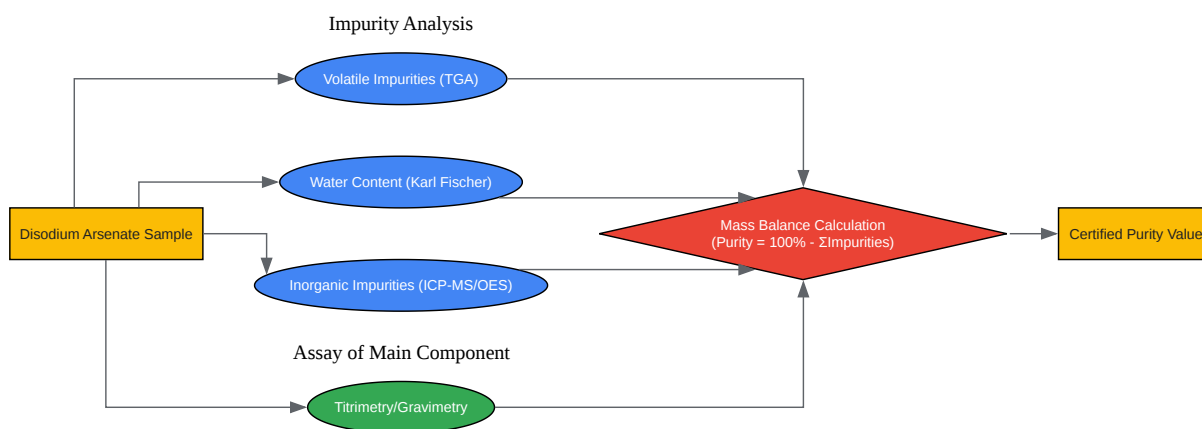 Impurity Analysis
Volatile Impurities (TGA)
Water Content (Karl Fischer)
Disodium Arsenate Sample
Mass Balance Calculation
(Purity = 100% - ΣImpurities)
Certified Purity Value
Inorganic Impurities (ICP-MS/OES)
Assay of Main Component
Titrimetry/Gravimetry